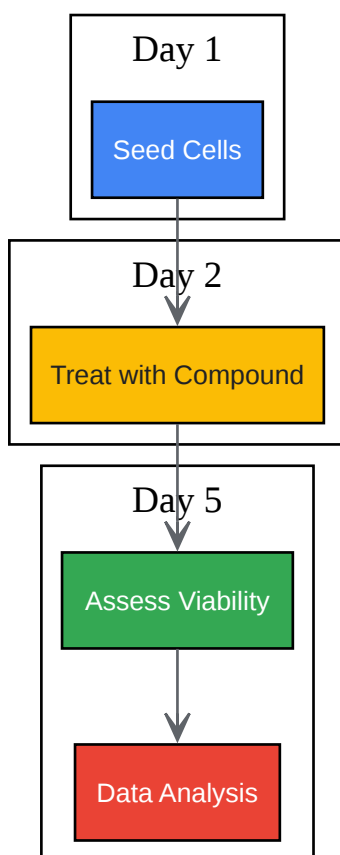 Day 1
Seed Cells
Day 2
Treat with Compound
Day 5
Assess Viability
Data Analysis